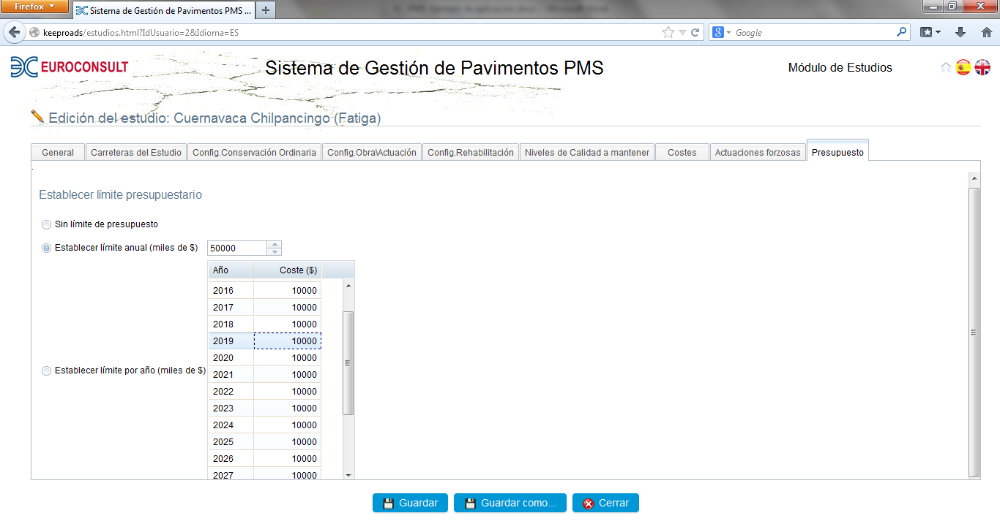 Firefox
Sistema de Gestión de Pavimentos PMS ...
keeproads/estudios.html?IdUsuario=2&Idioma=ES
Google
EUROCONSULT
Sistema de Gestión de Pavimentos PMS
Módulo de Estudios
Edición del estudio: Cuernavaca Chilpancingo (Fatiga)
General Carreteras del Estudio Config.Conservación Ordinaria Config.Obra\Actuación Config.Rehabilitación Niveles de Calidad a mantener Costes Actuaciones forzosas Presupuesto
Establecer límite presupuestario
Sin límite de presupuesto
Establecer límite anual (miles de $) 50000
Año Coste ($)
2016 10000
2017 10000
2018 10000
2019 10000
2020 10000
Establecer límite por año (miles de $)
2021 10000
2022 10000
2023 10000
2024 10000
2025 10000
2026 10000
2027 10000
Guardar Guardar como... Cerrar